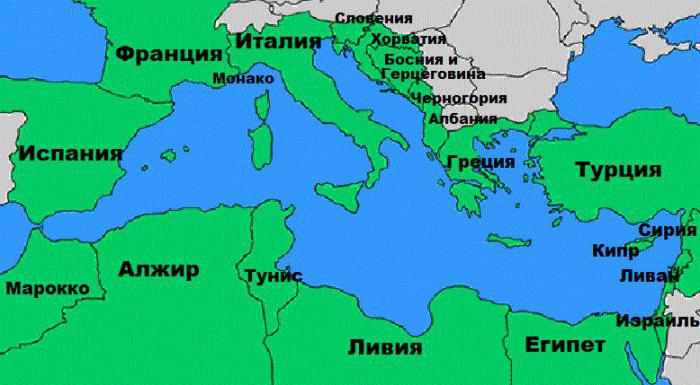 Словения
Франция
Италия
Хорватия
Босния и
Герцеговина
Монако
Черногория
Албания
Испания
Греция
Турция
Сирия
Кипр
Алжир
Тунис
Ливан
Марокко
Израиль
Ливия
Египет